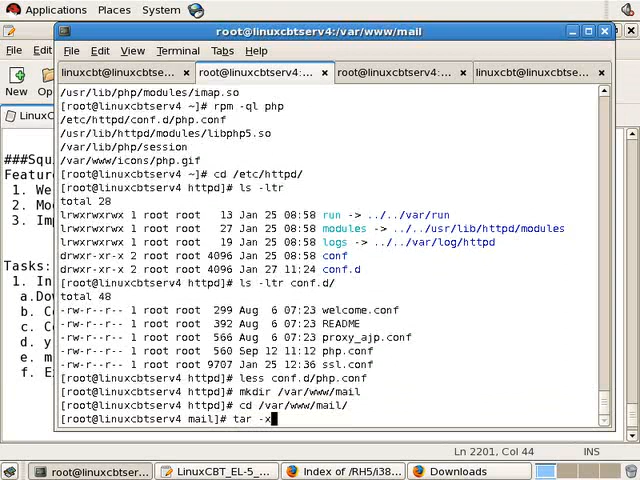 Applications Places System
root@linuxcbtserv4:/var/www/mail
File Edit
File Edit View Terminal Tabs Help
linuxcbt@linuxcbtse...
root@linuxcbtserv4:...
root@linuxcbtserv4:...
linuxcbt@linuxcbtse...
New Open
LinuxC
/usr/lib/php/modules/imap.so
[root@linuxcbtserv4 ~]# rpm -ql php
/etc/httpd/conf.d/php.conf
/usr/lib/httpd/modules/libphp5.so
/var/lib/php/session
/var/www/icons/php.gif
[root@linuxcbtserv4 ~]# cd /etc/httpd/
[root@linuxcbtserv4 httpd]# ls -ltr
total 28
lrwxrwxrwx 1 root root   13 Jan 25 08:58 run -> ../../var/run
lrwxrwxrwx 1 root root   27 Jan 25 08:58 modules -> ../../usr/lib/httpd/modules
lrwxrwxrwx 1 root root   19 Jan 25 08:58 logs -> ../../var/log/httpd
drwxr-xr-x 2 root root 4096 Jan 25 08:58 conf
drwxr-xr-x 2 root root 4096 Jan 27 11:24 conf.d
[root@linuxcbtserv4 httpd]# ls -ltr conf.d/
total 48
-rw-r--r-- 1 root root  299 Aug  6 07:23 welcome.conf
-rw-r--r-- 1 root root  392 Aug  6 07:23 README
-rw-r--r-- 1 root root  566 Aug  6 07:23 proxy_ajp.conf
-rw-r--r-- 1 root root  560 Sep 12 11:12 php.conf
-rw-r--r-- 1 root root 9707 Jan 25 12:36 ssl.conf
[root@linuxcbtserv4 httpd]# less conf.d/php.conf
[root@linuxcbtserv4 httpd]# mkdir /var/www/mail
[root@linuxcbtserv4 httpd]# cd /var/www/mail/
[root@linuxcbtserv4 mail]# tar -x
###Squi
Featur
1. We
2. Mo
3. Im
Tasks:
1. In
a.Dow
b. Co
c. Co
d. y
e. m
f. E
Ln 2201, Col 44 INS
root@linuxcbtser...
LinuxCBT_EL-5_...
Index of /RH5/i38...
Downloads